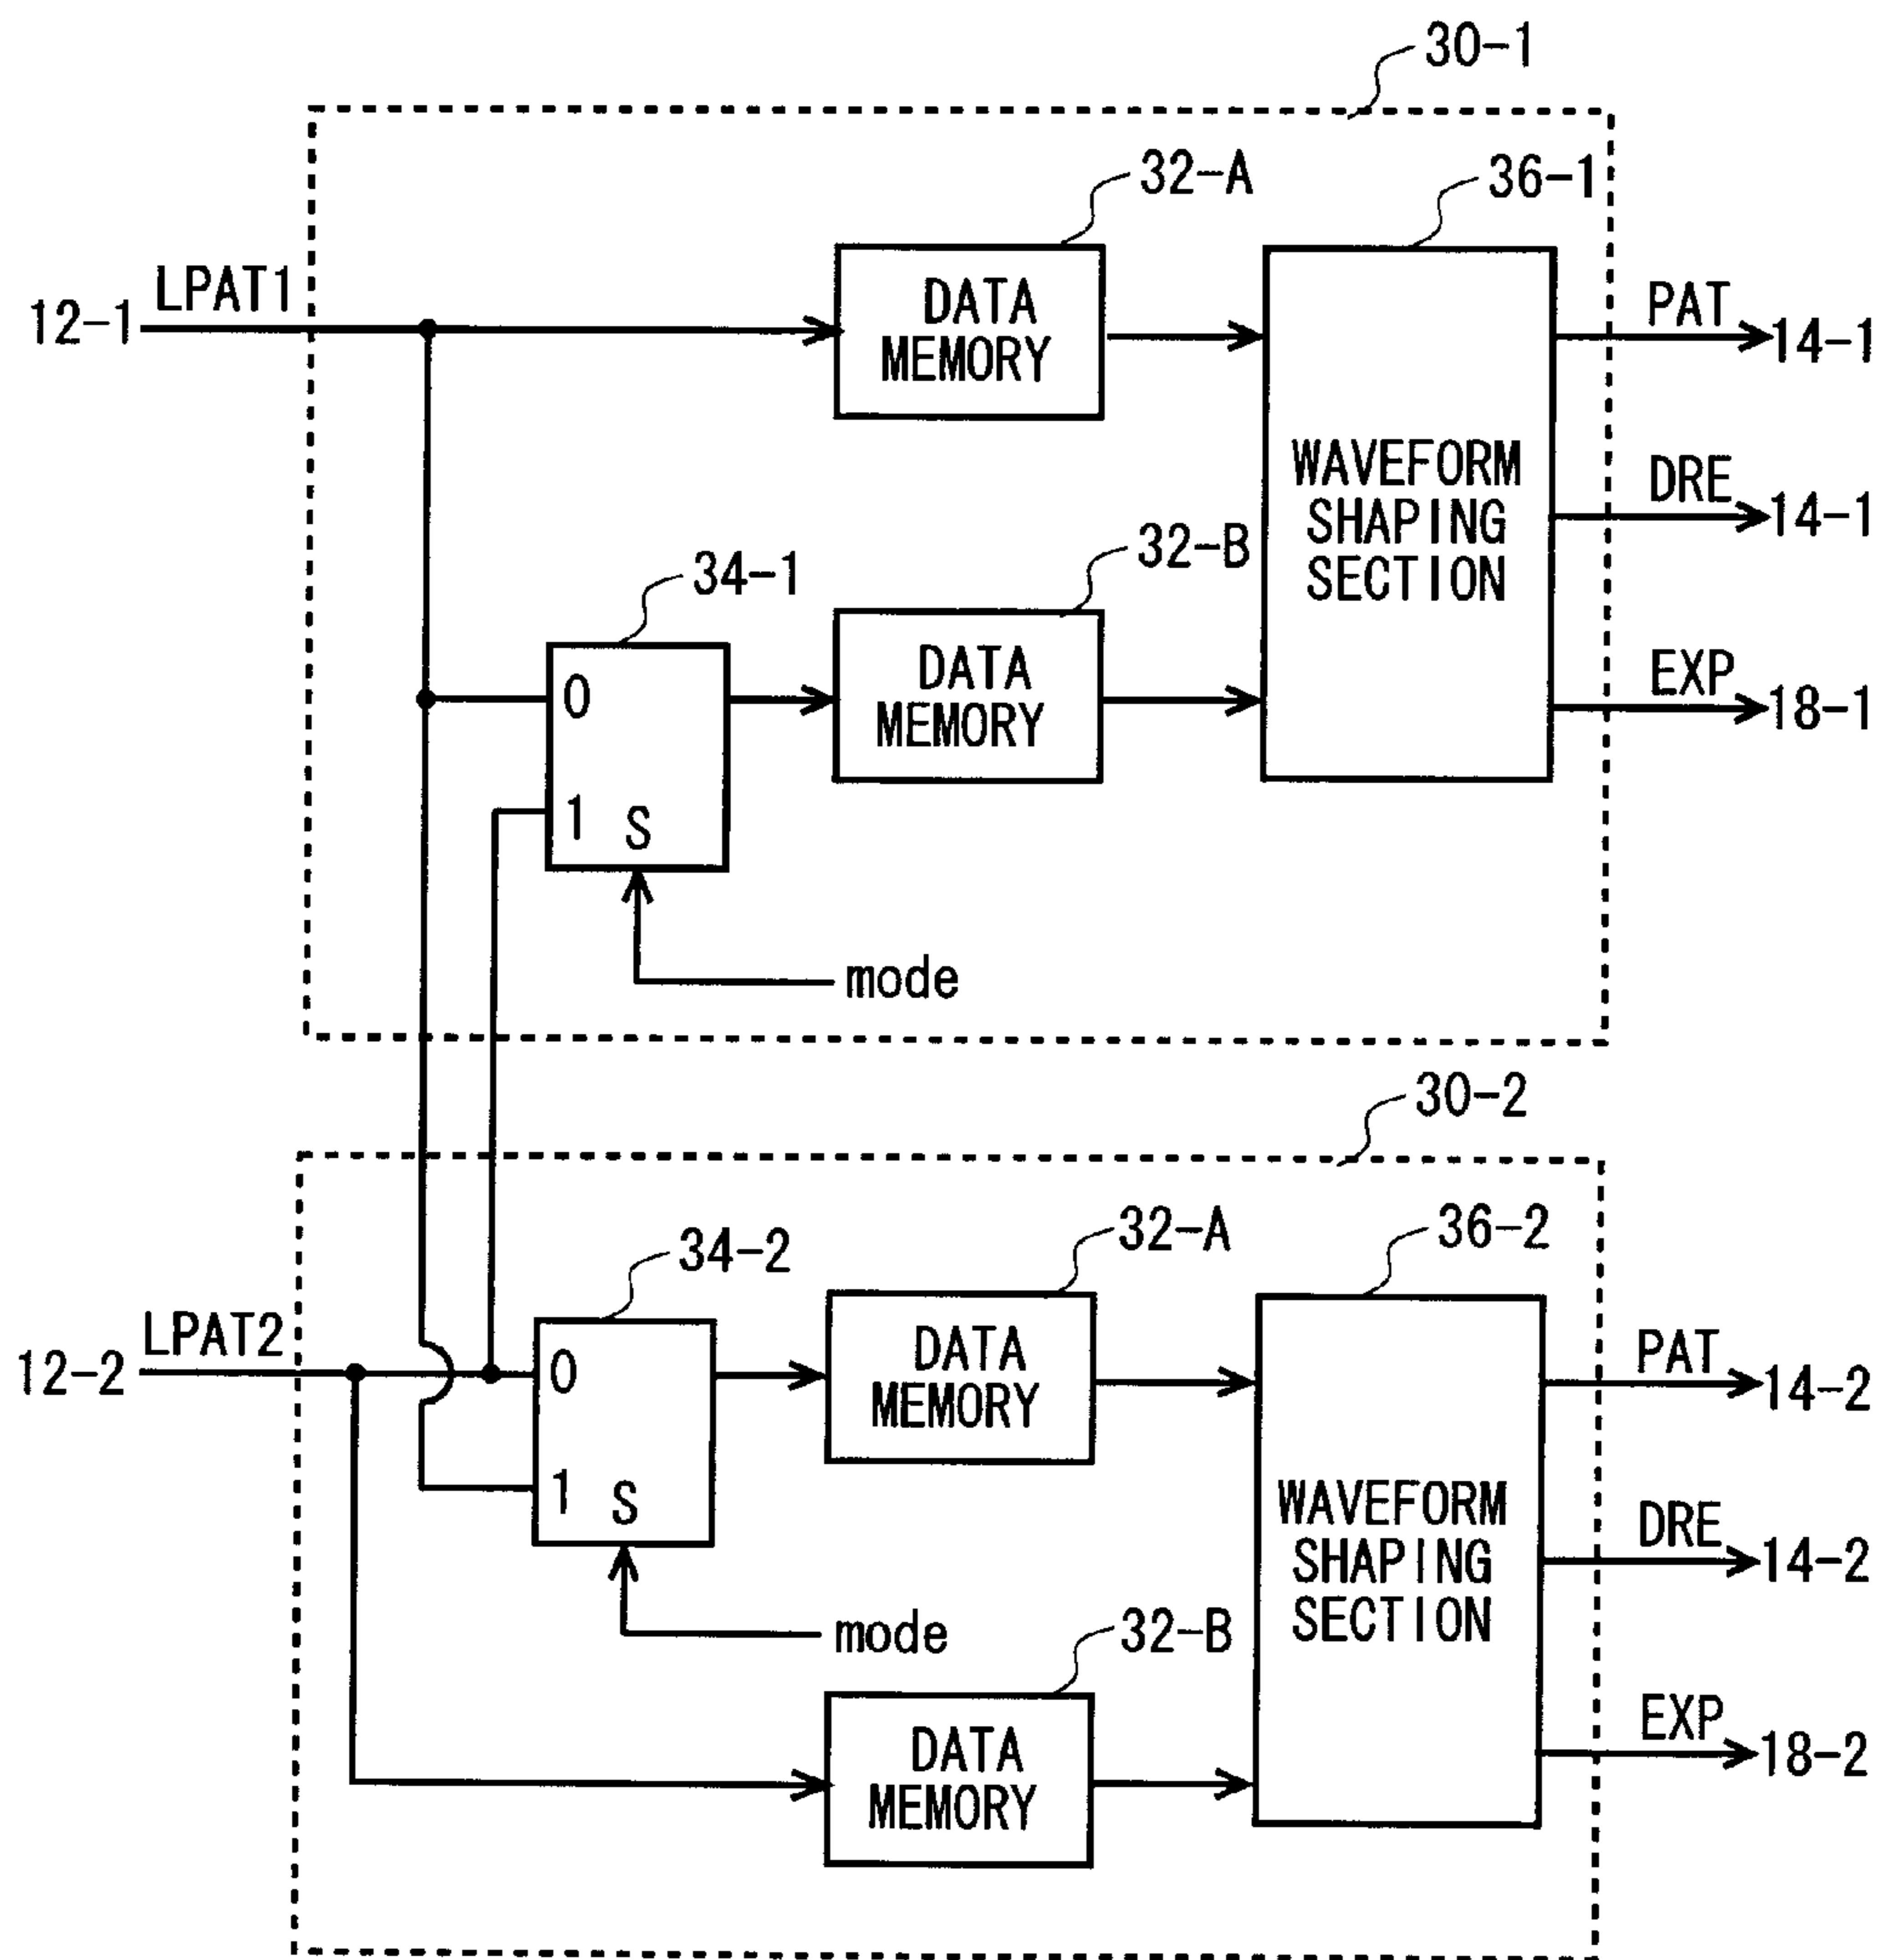 30-1
32-A
36-1
LPAT1
12-1
DATA
MEMORY
PAT
14-1
WAVEFORM
SHAPING
SECTION
DRE
14-1
34-1
32-B
0
DATA
MEMORY
EXP
18-1
1
S
mode
30-2
34-2
32-A
36-2
LPAT2
12-2
0
DATA
MEMORY
PAT
14-2
1
S
WAVEFORM
SHAPING
SECTION
DRE
14-2
mode
32-B
DATA
MEMORY
EXP
18-2